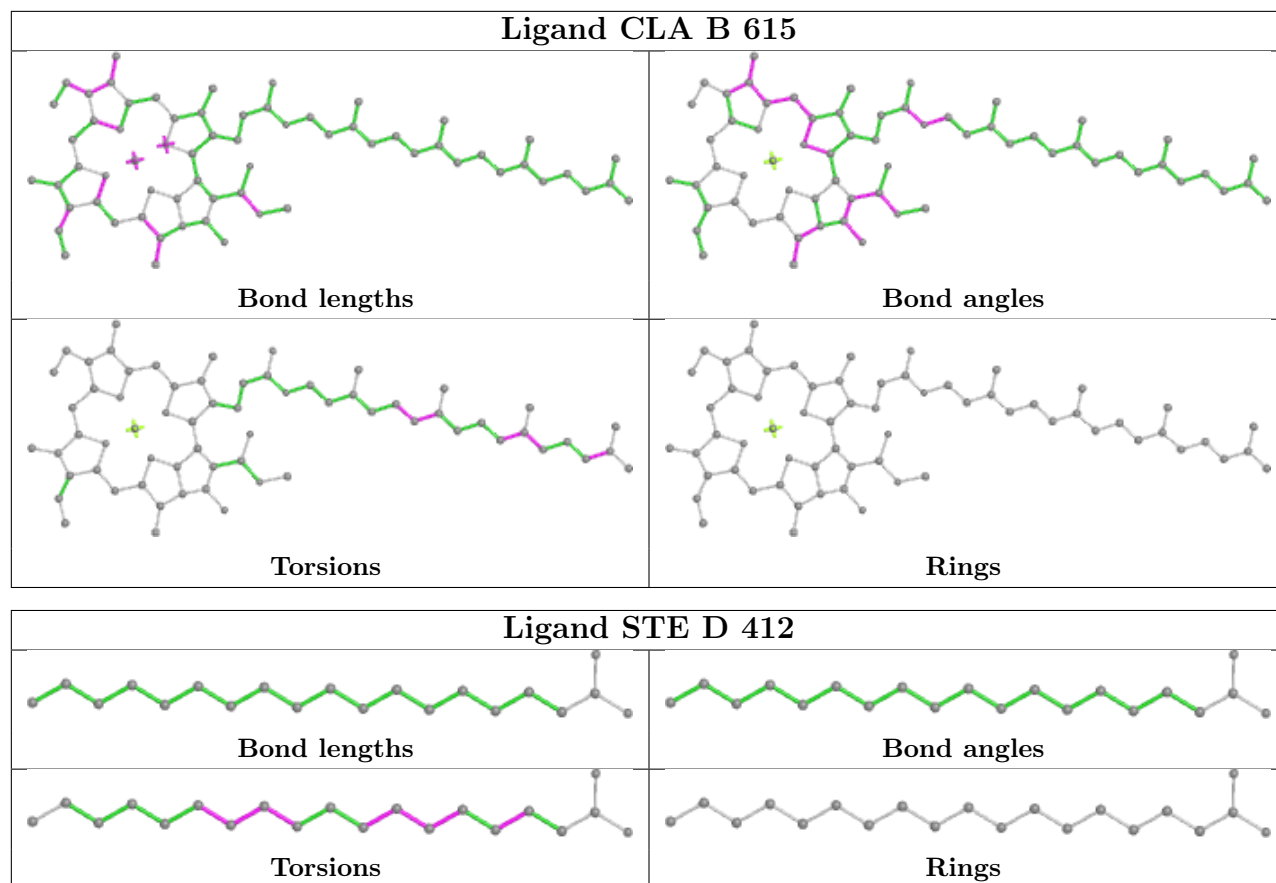 Ligand CLA B 615
Bond lengths
Bond angles
Torsions
Rings
Ligand STE D 412
Bond lengths
Bond angles
Torsions
Rings